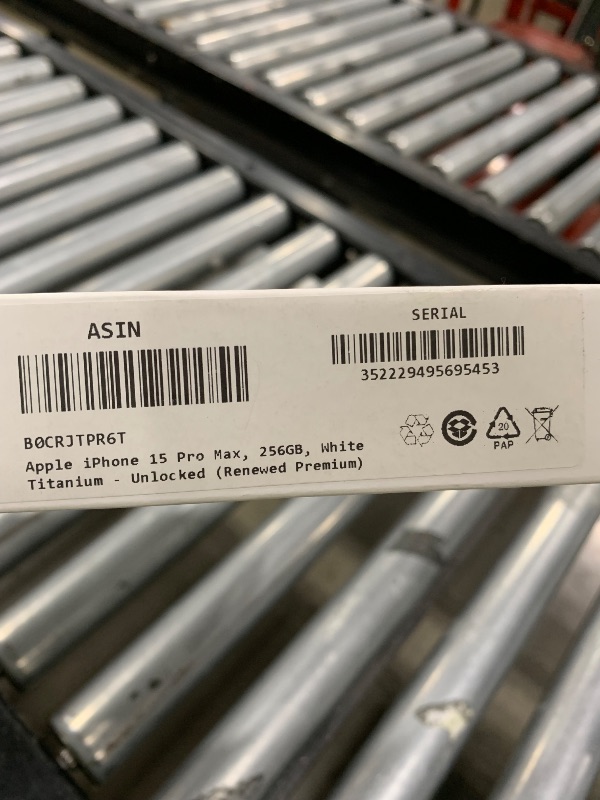 ASIN
B0CRJTPR6T
Apple iPhone 15 Pro Max, 256GB, White
Titanium - Unlocked (Renewed Premium)
SERIAL
352229495695453
20
PAP